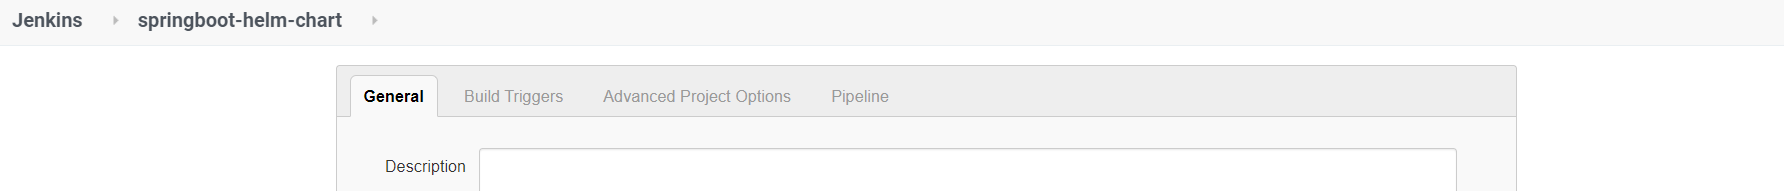 Jenkins springboot-helm-chart
General Build Triggers Advanced Project Options Pipeline
Description